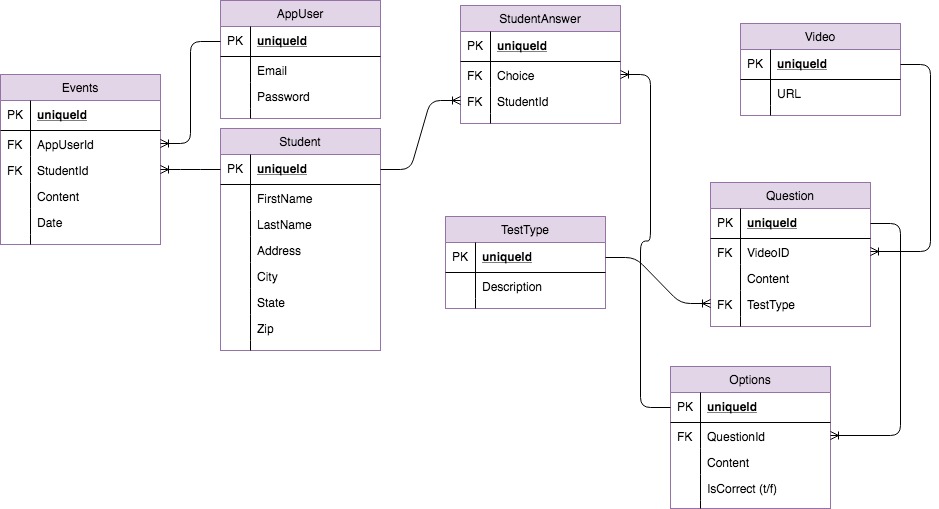 AppUser
PK uniqueId
Email
Password
StudentAnswer
PK uniqueId
FK Choice
FK StudentId
Video
PK uniqueId
URL
Events
PK uniqueId
FK AppUserId
FK StudentId
Content
Date
Student
PK uniqueId
FirstName
LastName
Address
City
State
Zip
TestType
PK uniqueId
Description
Question
PK uniqueId
FK VideoID
Content
FK TestType
Options
PK uniqueId
FK QuestionId
Content
IsCorrect (t/f)